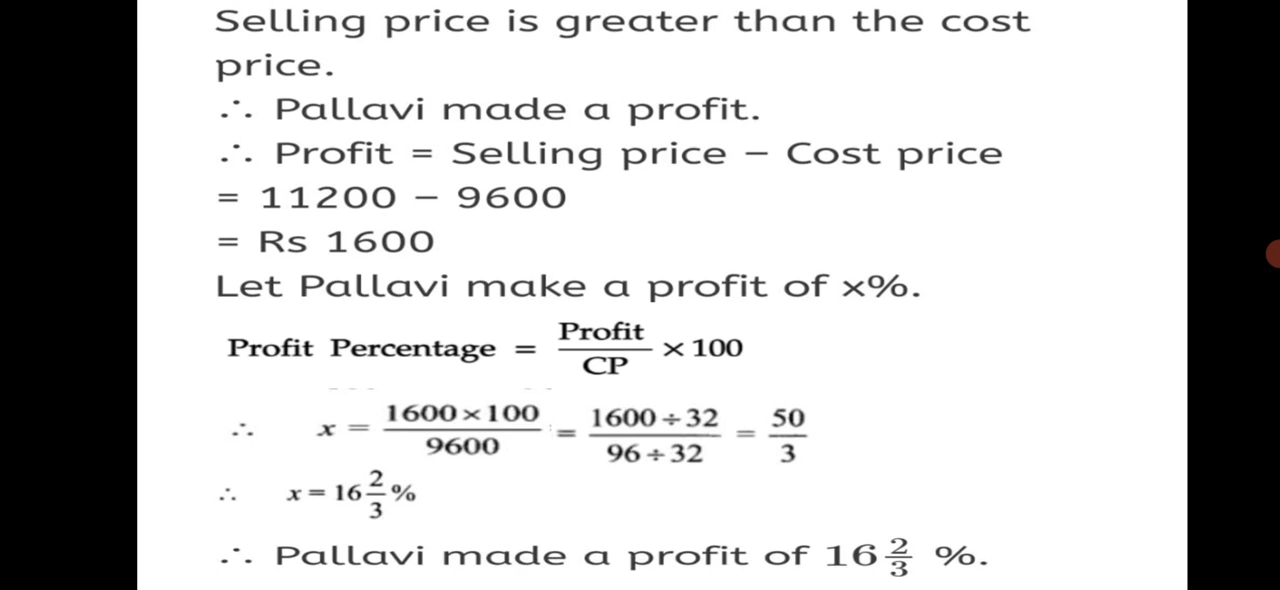 Selling price is greater than the cost
price.
∴ Pallavi made a profit.
∴ Profit = Selling price − Cost price
= 11200 − 9600
= Rs 1600
Let Pallavi make a profit of x%.
Profit Percentage = Profit/CP × 100
∴ x = 1600×100/9600 = 1600÷32/96÷32 = 50/3
∴ x = 16 2/3 %
∴ Pallavi made a profit of 16 2/3 %.